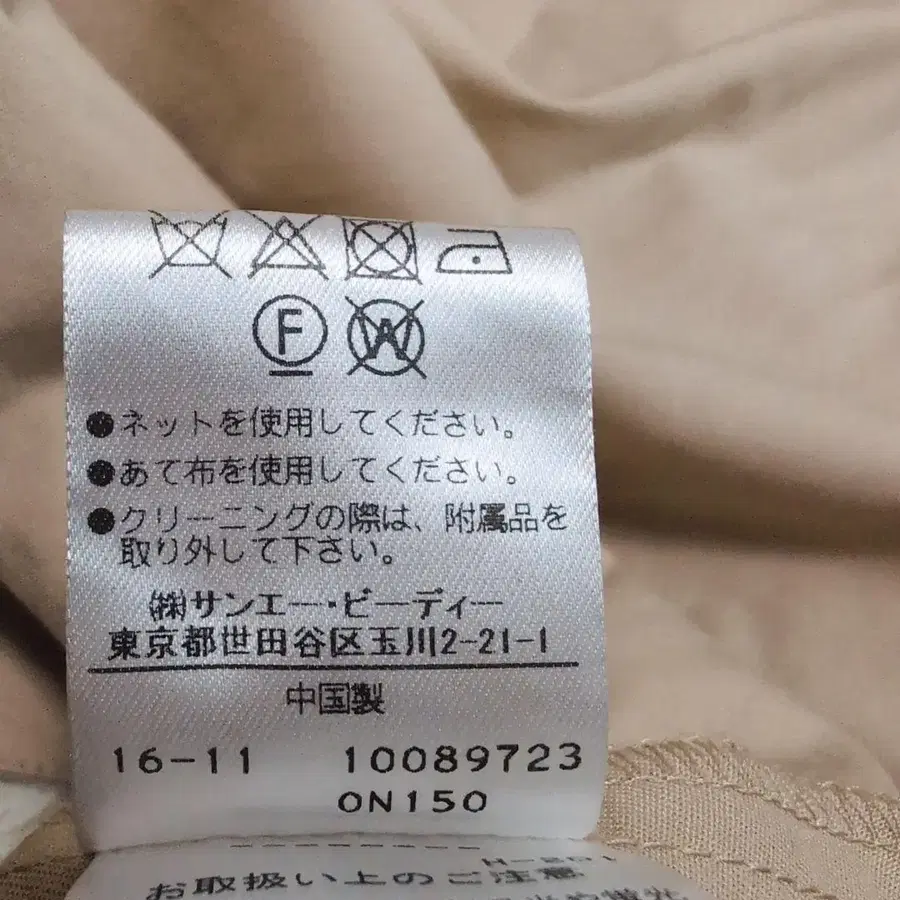 F W
●ネットを使用してください。
●あて布を使用してください。
●クリーニングの際は、附属品を
取り外して下さい。
㈱サンエー・ビーディー
東京都世田谷区玉川2-21-1
中国製
16-11 10089723
ON150
お取扱い上のご注意